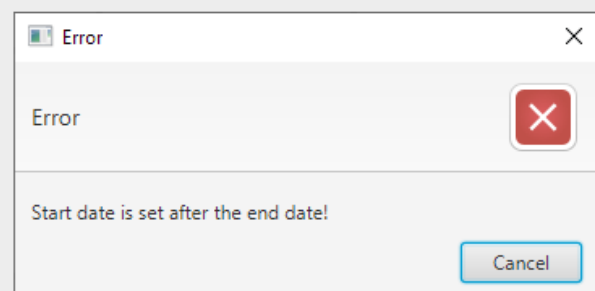 Error
Error
Start date is set after the end date!
Cancel